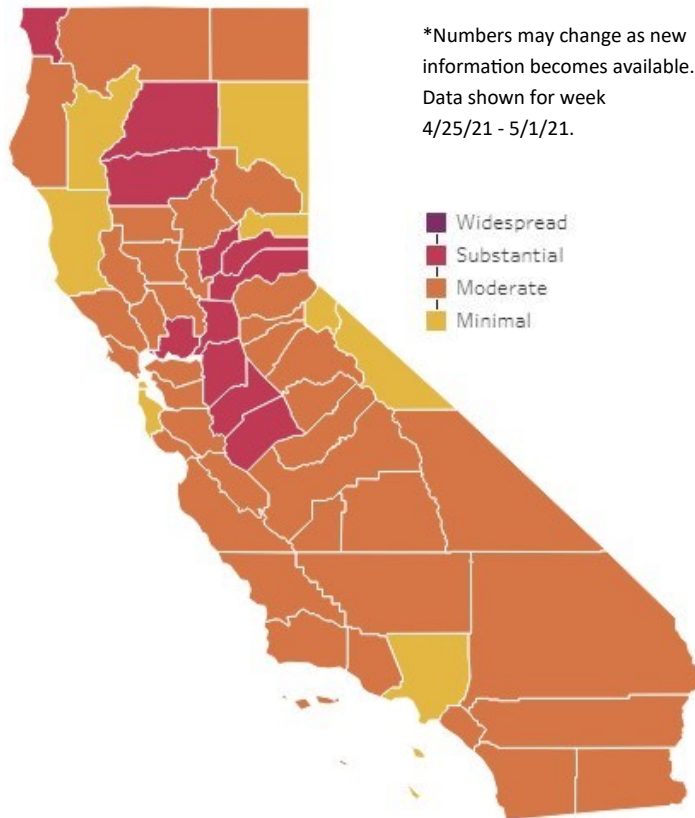 *Numbers may change as new
information becomes available.
Data shown for week
4/25/21 - 5/1/21.
Widespread
Substantial
Moderate
Minimal